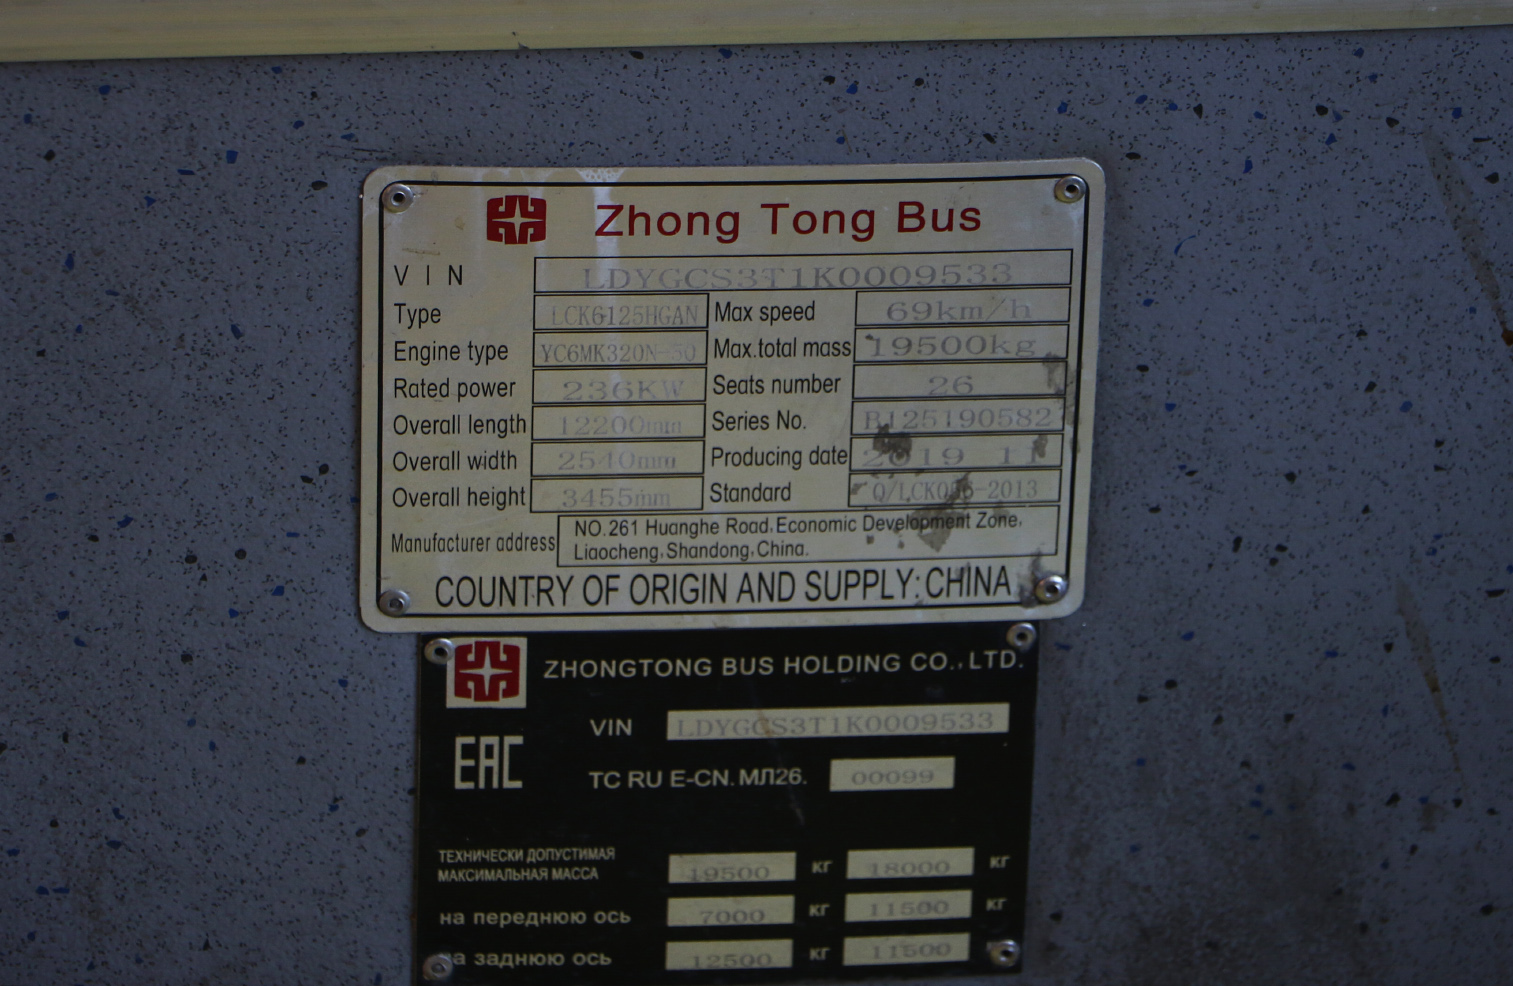 Zhong Tong Bus
VIN LDYGCS3T1K0009533
Type LCK6125HGAN Max speed 69km/h
Engine type YC6MK320N-50 Max.total mass 19500kg
Rated power 236KW Seats number 26
Overall length 12200mm Series No. B125190582
Overall width 2540mm Producing date 2019 11
Overall height 3455mm Standard
Manufacturer address NO.261 Huanghe Road,Economic Development Zone,
Liaocheng,Shandong,China.
COUNTRY OF ORIGIN AND SUPPLY: CHINA
ZHONGTONG BUS HOLDING CO.,LTD.
VIN LDYGCS3T1K0009533
EAC
TC RU E-CN.МЛ26. 00099
ТЕХНИЧЕСКИ ДОПУСТИМАЯ
МАКСИМАЛЬНАЯ МАССА 19500 кг 18000 кг
на переднюю ось 7000 кг 11500 кг
на заднюю ось 12500 кг 11500